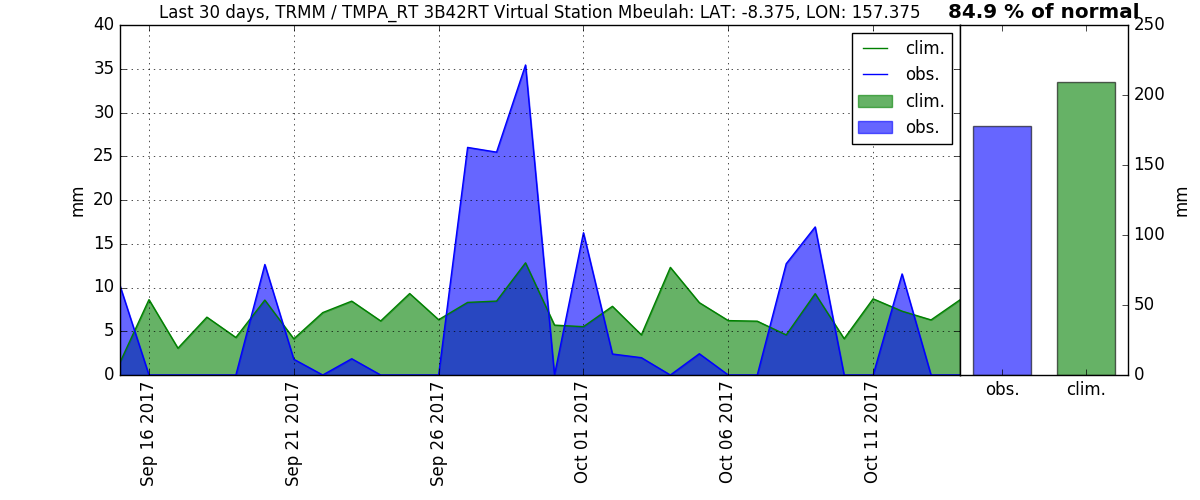 Last 30 days, TRMM / TMPA_RT 3B42RT Virtual Station Mbeulah: LAT: -8.375, LON: 157.375
84.9 % of normal
40
35
30
25
20
15
10
5
0
mm
clim.
obs.
clim.
obs.
250
200
150
100
50
0
mm
Sep 16 2017
Sep 21 2017
Sep 26 2017
Oct 01 2017
Oct 06 2017
Oct 11 2017
obs.
clim.